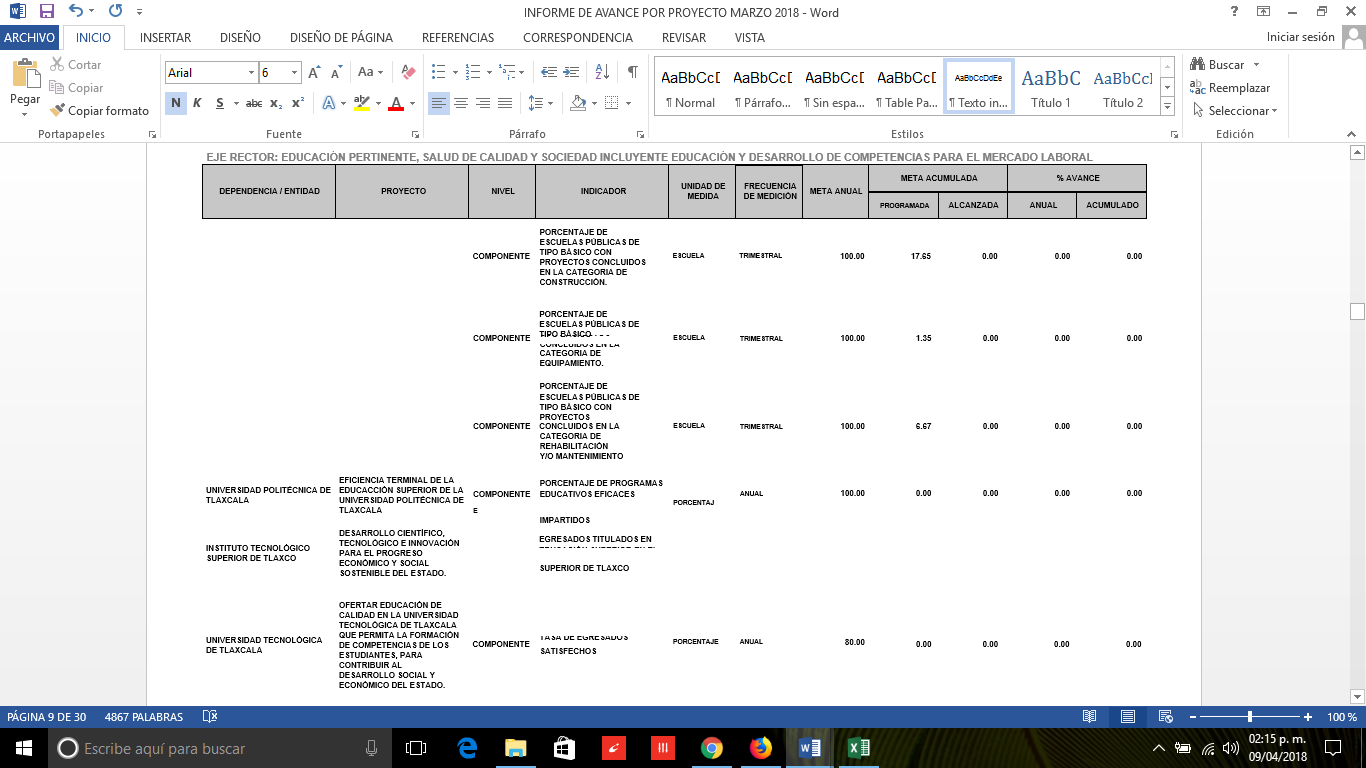 INFORME DE AVANCE POR PROYECTO MARZO 2018 - Word
ARCHIVO INICIO INSERTAR DISEÑO DISEÑO DE PÁGINA REFERENCIAS CORRESPONDENCIA REVISAR VISTA Iniciar sesión
Pegar
Cortar
Copiar
Copiar formato
Portapapeles
Arial 6
N K S abc x₂ x²
Fuente
Párrafo
AaBbCcI AaBbCcI AaBbCcI AaBbCcI AaBbCcDdEe AaBbC AaBbCcI
¶ Normal ¶ Párrafo... ¶ Sin espa... ¶ Table Pa... ¶ Texto in... Título 1 Título 2
Estilos
Buscar
Reemplazar
Seleccionar
Edición
EJE RECTOR: EDUCACIÓN PERTINENTE, SALUD DE CALIDAD Y SOCIEDAD INCLUYENTE EDUCACIÓN Y DESARROLLO DE COMPETENCIAS PARA EL MERCADO LABORAL
DEPENDENCIA / ENTIDAD PROYECTO NIVEL INDICADOR UNIDAD DE MEDIDA FRECUENCIA DE MEDICIÓN META ANUAL META ACUMULADA % AVANCE
PROGRAMADA ALCANZADA ANUAL ACUMULADO
PORCENTAJE DE
ESCUELAS PÚBLICAS DE
TIPO BÁSICO CON
PROYECTOS CONCLUIDOS
EN LA CATEGORIA DE
CONSTRUCCIÓN.
COMPONENTE ESCUELA TRIMESTRAL 100.00 17.65 0.00 0.00 0.00
PORCENTAJE DE
ESCUELAS PÚBLICAS DE
TIPO BÁSICO
CONCLUIDOS EN LA
CATEGORIA DE
EQUIPAMIENTO.
COMPONENTE ESCUELA TRIMESTRAL 100.00 1.35 0.00 0.00 0.00
PORCENTAJE DE
ESCUELAS PÚBLICAS DE
TIPO BÁSICO CON
PROYECTOS
CONCLUIDOS EN LA
CATEGORIA DE
REHABILITACIÓN
Y/O MANTENIMIENTO
COMPONENTE ESCUELA TRIMESTRAL 100.00 6.67 0.00 0.00 0.00
UNIVERSIDAD POLITÉCNICA DE
TLAXCALA
EFICIENCIA TERMINAL DE LA
EDUCACCIÓN SUPERIOR DE LA
UNIVERSIDAD POLITÉCNICA DE
TLAXCALA
COMPONENTE
E
PORCENTAJE DE PROGRAMAS
EDUCATIVOS EFICACES
IMPARTIDOS
PORCENTAJ
ANUAL 100.00 0.00 0.00 0.00 0.00
INSTITUTO TECNOLÓGICO
SUPERIOR DE TLAXCO
DESARROLLO CIENTÍFICO,
TECNOLÓGICO E INNOVACIÓN
PARA EL PROGRESO
ECONÓMICO Y SOCIAL
SOSTENIBLE DEL ESTADO.
EGRESADOS TITULADOS EN
SUPERIOR DE TLAXCO
UNIVERSIDAD TECNOLÓGICA
DE TLAXCALA
OFERTAR EDUCACIÓN DE
CALIDAD EN LA UNIVERSIDAD
TECNOLÓGICA DE TLAXCALA
QUE PERMITA LA FORMACIÓN
DE COMPETENCIAS DE LOS
ESTUDIANTES, PARA
CONTRIBUIR AL
DESARROLLO SOCIAL Y
ECONÓMICO DEL ESTADO.
COMPONENTE
TASA DE EGRESADOS
SATISFECHOS
PORCENTAJE ANUAL 80.00 0.00 0.00 0.00 0.00
PÁGINA 9 DE 30 4867 PALABRAS 100 %
Escribe aquí para buscar
02:15 p. m.
09/04/2018